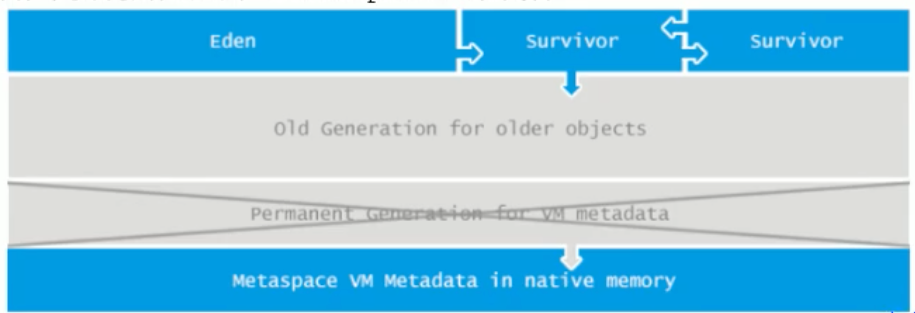 Eden
Survivor
Survivor
Old Generation for older objects
Permanent Generation for VM metadata
Metaspace VM Metadata in native memory